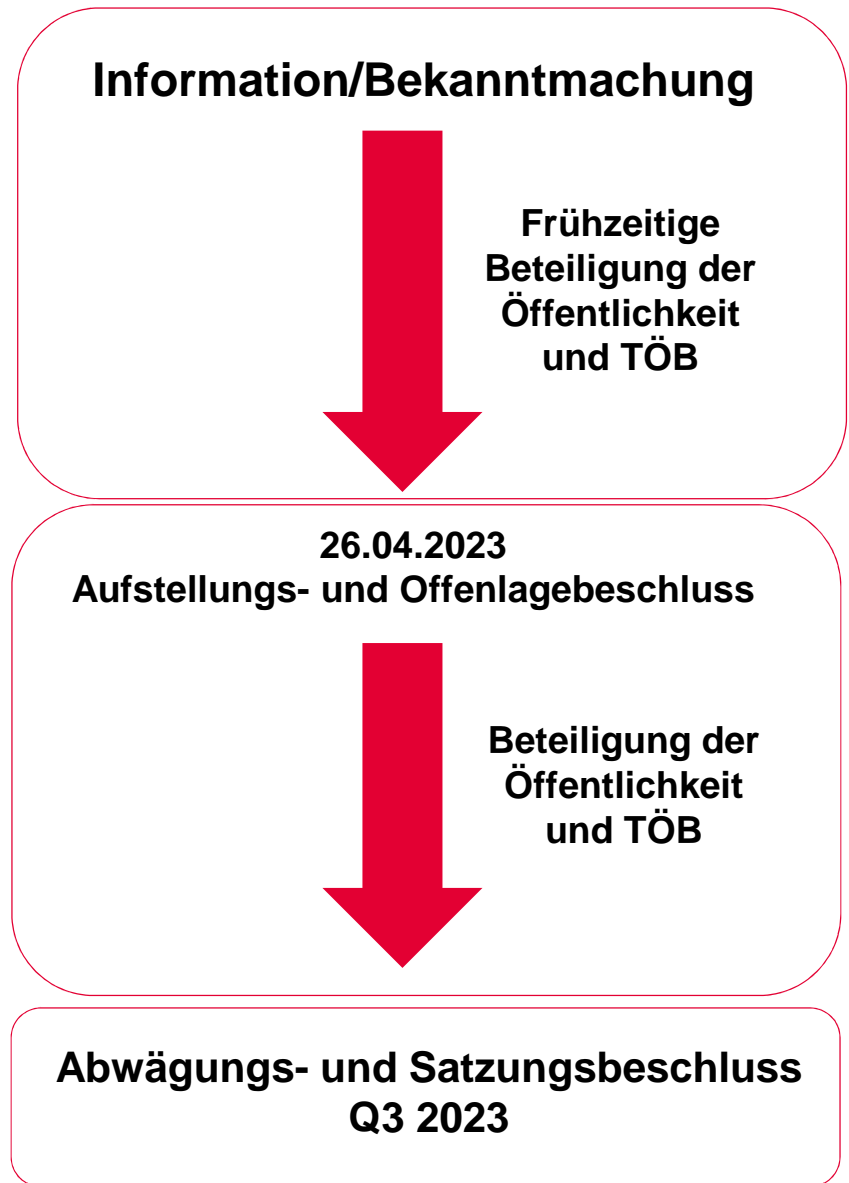 Information/Bekanntmachung
Frühzeitige
Beteiligung der
Öffentlichkeit
und TÖB
26.04.2023
Aufstellungs- und Offenlagebeschluss
Beteiligung der
Öffentlichkeit
und TÖB
Abwägungs- und Satzungsbeschluss
Q3 2023